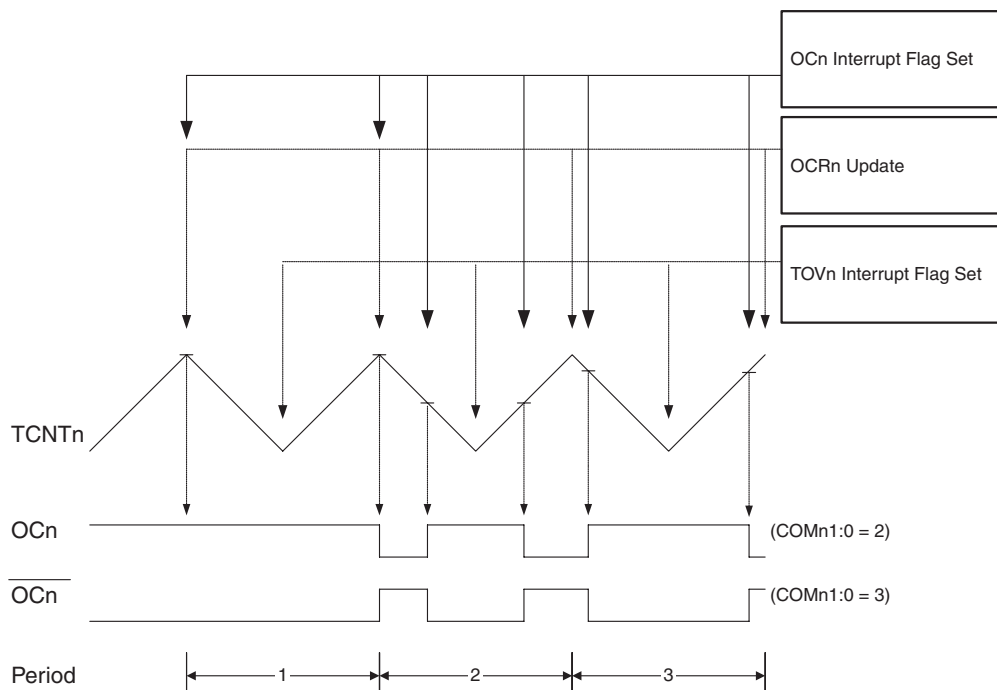 OCn Interrupt Flag Set
OCRn Update
TOVn Interrupt Flag Set
TCNTn
OCn
(COMn1:0 = 2)
OCn
(COMn1:0 = 3)
Period
1
2
3